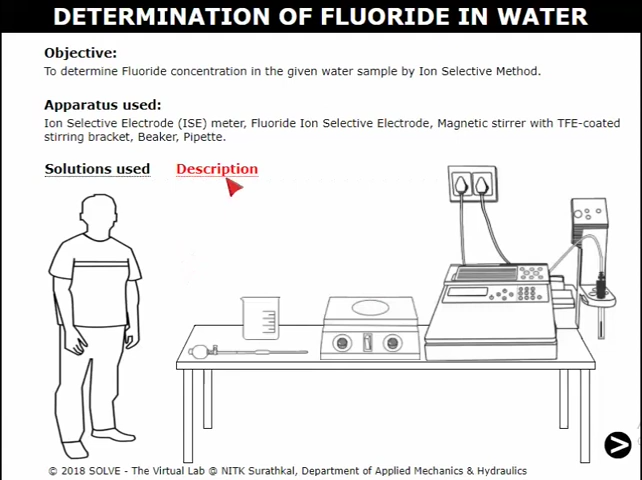 DETERMINATION OF FLUORIDE IN WATER
Objective:
To determine Fluoride concentration in the given water sample by Ion Selective Method.
Apparatus used:
Ion Selective Electrode (ISE) meter, Fluoride Ion Selective Electrode, Magnetic stirrer with TFE-coated
stirring bracket, Beaker, Pipette.
Solutions used Description
>
© 2018 SOLVE - The Virtual Lab @ NITK Surathkal, Department of Applied Mechanics & Hydraulics